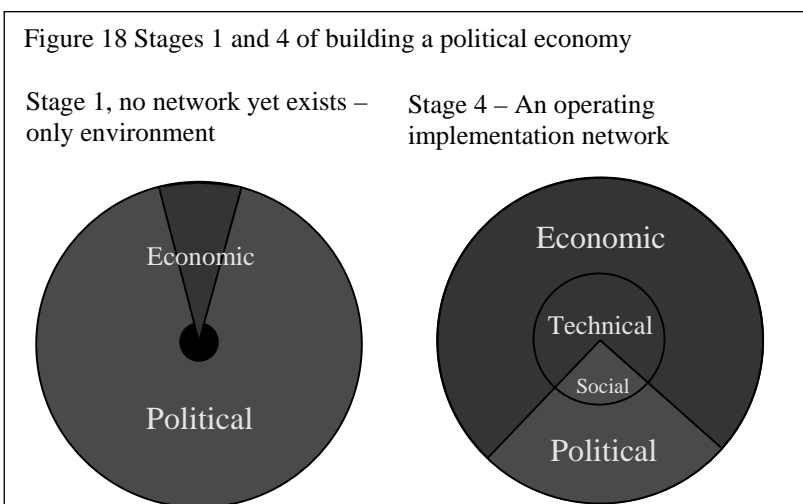 Figure 18 Stages 1 and 4 of building a political economy
Stage 1, no network yet exists –
only environment
Stage 4 – An operating
implementation network
Economic
Political
Economic
Technical
Social
Political